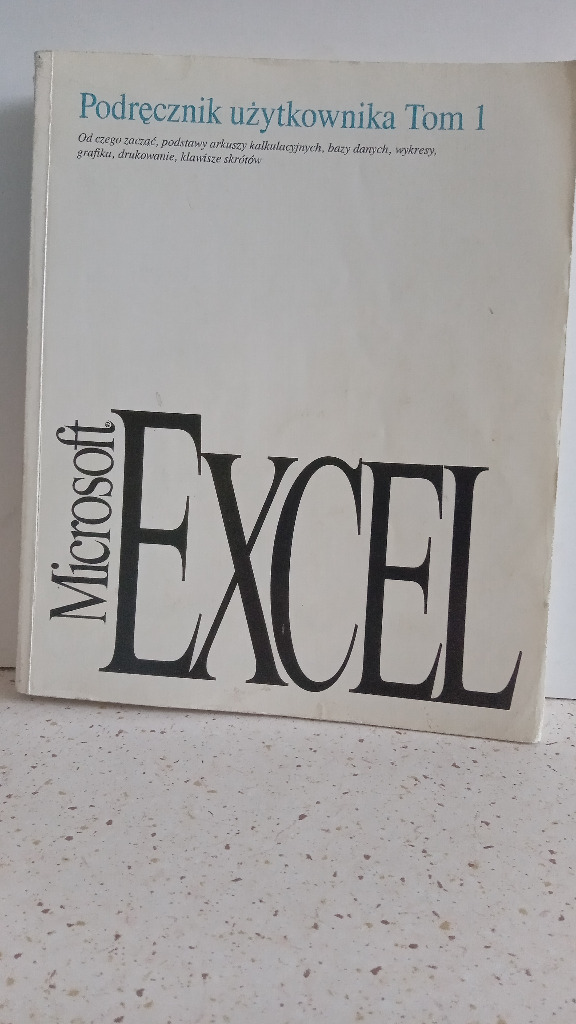 Podręcznik użytkownika Tom 1
Od czego zacząć, podstawy arkuszy kalkulacyjnych, bazy danych, wykresy,
grafika, drukowanie, klawisze skrótów
Microsoft®
EXCEL